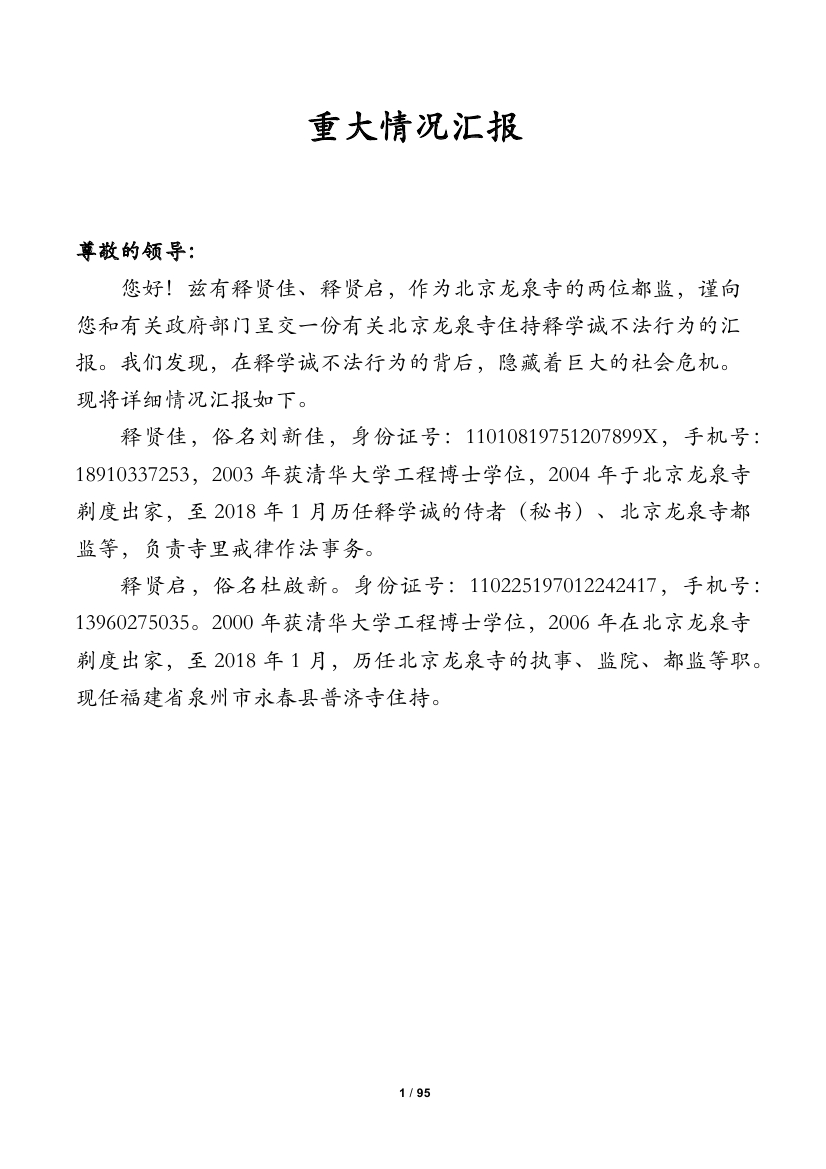 重大情况汇报
尊敬的领导：
您好！兹有释贤佳、释贤启，作为北京龙泉寺的两位都监，谨向
您和有关政府部门呈交一份有关北京龙泉寺住持释学诚不法行为的汇
报。我们发现，在释学诚不法行为的背后，隐藏着巨大的社会危机。
现将详细情况汇报如下。
释贤佳，俗名刘新佳，身份证号：11010819751207899X，手机号：
18910337253，2003 年获清华大学工程博士学位，2004 年于北京龙泉寺
剃度出家，至 2018 年 1 月历任释学诚的侍者（秘书）、北京龙泉寺都
监等，负责寺里戒律作法事务。
释贤启，俗名杜啟新。身份证号：110225197012242417，手机号：
13960275035。2000 年获清华大学工程博士学位，2006 年在北京龙泉寺
剃度出家，至 2018 年 1 月，历任北京龙泉寺的执事、监院、都监等职。
现任福建省泉州市永春县普济寺住持。
1 / 95